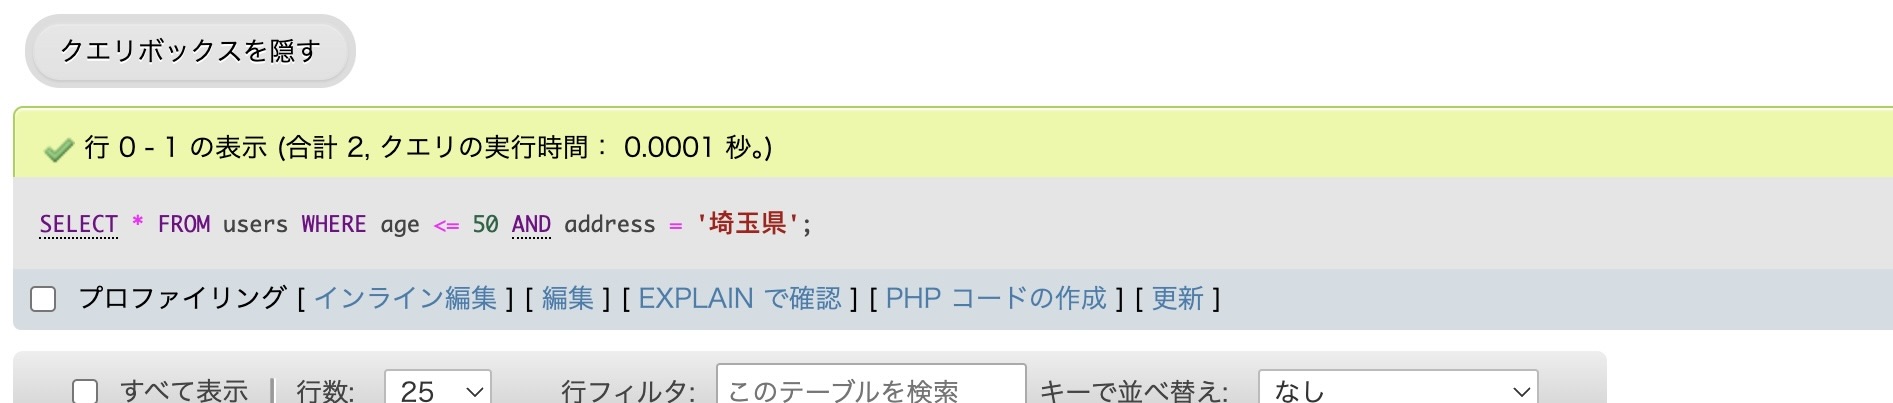 クエリボックスを隠す
行 0 - 1 の表示 (合計 2, クエリの実行時間： 0.0001 秒。)
SELECT * FROM users WHERE age <= 50 AND address = '埼玉県';
プロファイリング [ インライン編集 ] [ 編集 ] [ EXPLAIN で確認 ] [ PHP コードの作成 ] [ 更新 ]
すべて表示 | 行数: 25 行フィルタ: このテーブルを検索 キーで並べ替え: なし